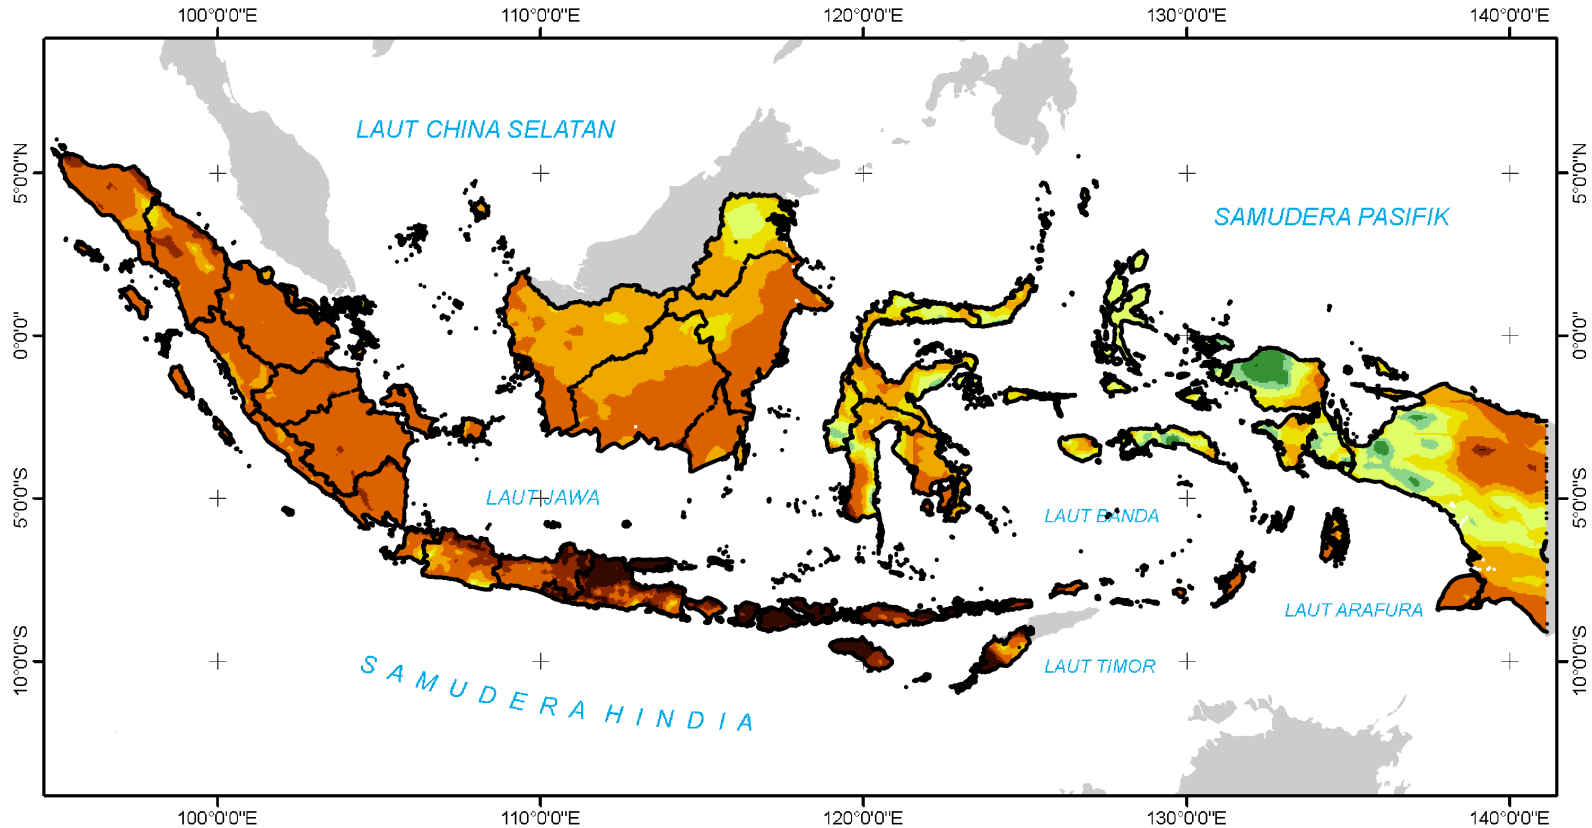 100°0'0"E 110°0'0"E 120°0'0"E 130°0'0"E 140°0'0"E
LAUT CHINA SELATAN
5°0'0"N 5°0'0"N
SAMUDERA PASIFIK
0°0'0" 0°0'0"
LAUT JAWA
5°0'0"S 5°0'0"S
LAUT BANDA
LAUT ARAFURA
10°0'0"S 10°0'0"S
LAUT TIMOR
SAMUDERA HINDIA
100°0'0"E 110°0'0"E 120°0'0"E 130°0'0"E 140°0'0"E